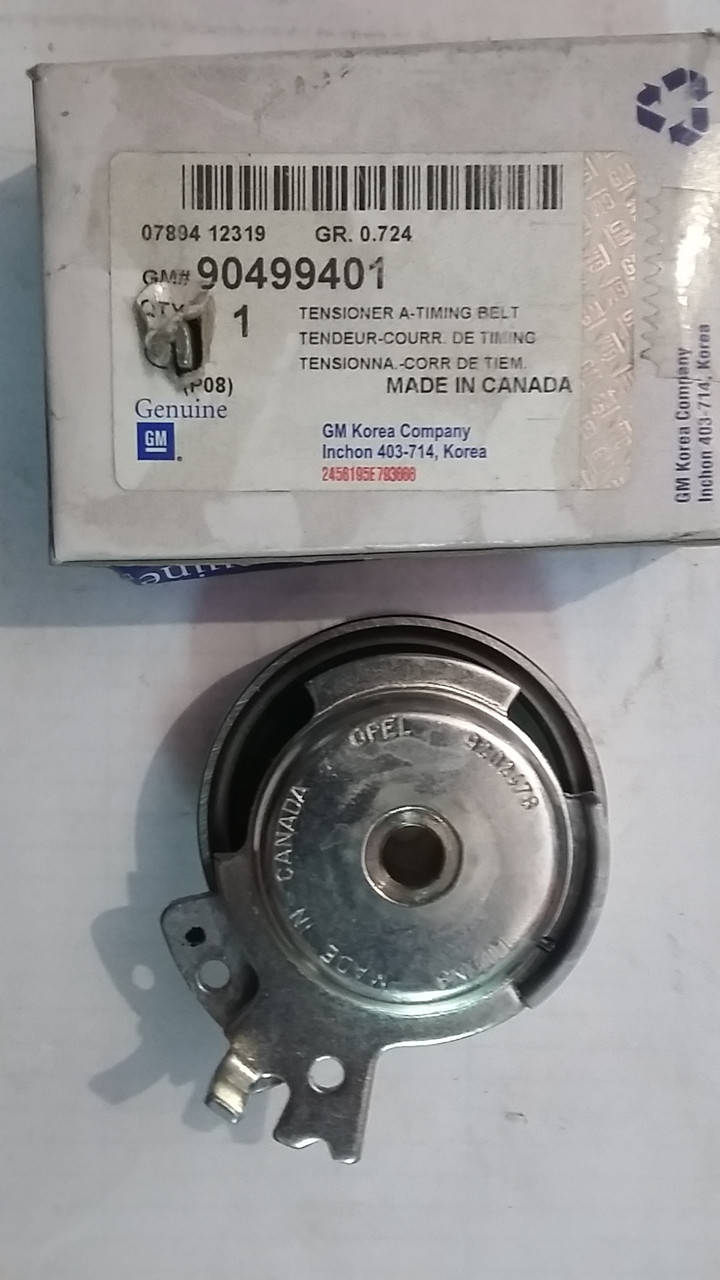 07894 12319 GR. 0.724
GM# 90499401
QTY 1 TENSIONER A-TIMING BELT
TENDEUR-COURR. DE TIMING
TENSIONNA.-CORR DE TIEM.
(P08) MADE IN CANADA
Genuine
GM
GM Korea Company
Inchon 403-714, Korea
GM Korea Company
Inchon 403-714, Korea
OPEL
MADE IN CANADA